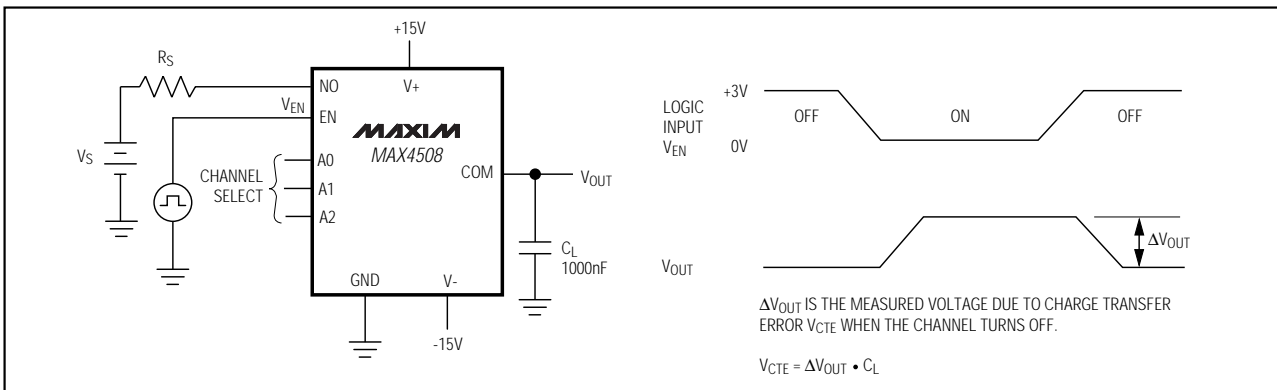 +15V
RS
NO
V+
VEN
EN
MAXIM
MAX4508
VS
A0
CHANNEL
SELECT
A1
A2
COM
VOUT
CL
1000nF
GND
V-
-15V
LOGIC
INPUT
VEN
+3V
0V
OFF
ON
OFF
VOUT
ΔVOUT
ΔVOUT IS THE MEASURED VOLTAGE DUE TO CHARGE TRANSFER
ERROR VCTE WHEN THE CHANNEL TURNS OFF.
VCTE = ΔVOUT • CL